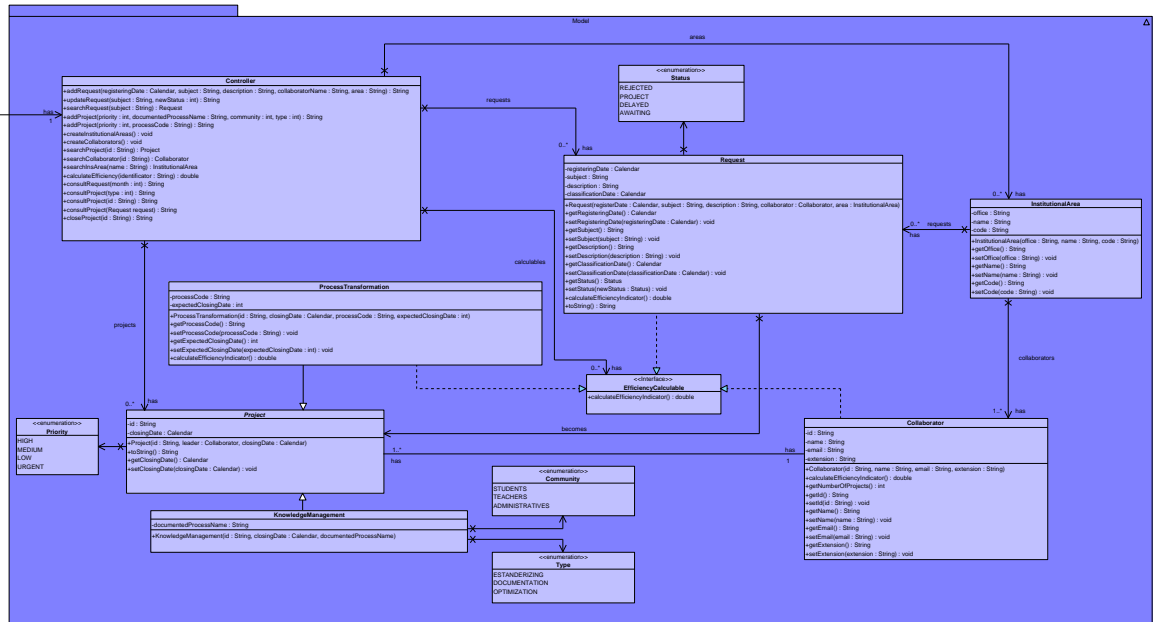 Model
areas
Controller
+addRequest(registeringDate : Calendar, subject : String, description : String, collaboratorName : String, area : String) : String
+updateRequest(subject : String, newStatus : int) : String
+searchRequest(subject : String) : Request
+addProject(priority : int, documentedProcessName : String, community : int, type : int) : String
+addProject(priority : int, processCode : String) : String
+createInstitutionalAreas() : void
+createCollaborators() : void
+searchProject(id : String) : Project
+searchCollaborator(id : String) : Collaborator
+searchInsArea(name : String) : InstitutionalArea
+calculateEfficiency(identificator : String) : double
+consultRequest(month : int) : String
+consultProject(type : int) : String
+consultProject(id : String) : String
+consultProject(Request request) : String
+closeProject(id : String) : String
has
1
requests
0..*
has
<<enumeration>>
Status
REJECTED
PROJECT
DELAYED
AWAITING
Request
-registeringDate : Calendar
-subject : String
-description : String
-classificationDate : Calendar
+Request(registerDate : Calendar, subject : String, description : String, collaborator : Collaborator, area : InstitutionalArea)
+getRegisteringDate() : Calendar
+setRegistringDate(registeringDate : Calendar) : void
+getSubject() : String
+setSubject(subject : String) : void
+getDescription() : String
+setDescription(description : String) : void
+getClassificationDate() : Calendar
+setClassificationDate(classificationDate : Calendar) : void
+getStatus() : Status
+setStatus(newStatus : Status) : void
+calculateEfficiencyIndicator() : double
+toString() : String
0..*
has
0..*
requests
has
InstitutionalArea
-office : String
-name : String
-code : String
+InstitutionalArea(office : String, name : String, code : String)
+getOffice() : String
+setOffice(office : String) : void
+getName() : String
+setName(name : String) : void
+getCode() : String
+setCode(code : String) : void
calculables
0..*
has
projects
0..*
has
collaborators
1..*
has
ProcessTransformation
-processCode : String
-expectedClosingDate : int
+ProcessTransformation(id : String, closingDate : Calendar, processCode : String, expectedClosingDate : int)
+getProcessCode() : String
+setProcessCode(processCode : String) : void
+getExpectedClosingDate() : int
+setExpectedClosingDate(expectedClosingDate : int) : void
+calculateEfficiencyIndicator() : double
<<Interface>>
EfficiencyCalculable
+calculateEfficiencyIndicator() : double
becomes
<<enumeration>>
Priority
HIGH
MEDIUM
LOW
URGENT
Project
-id : String
-closingDate : Calendar
+Project(id : String, leader : Collaborator, closingDate : Calendar)
+toString() : String
+getClosingDate() : Calendar
+setClosingDate(closingDate : Calendar) : void
1..*
has
has
1
Collaborator
-id : String
-name : String
-email : String
-extension : String
+Collaborator(id : String, name : String, email : String, extension : String)
+calculateEfficiencyIndicator() : double
+getNumberOfProjects() : int
+getId() : String
+setId(id : String) : void
+getName() : String
+setName(name : String) : void
+getEmail() : String
+setEmail(email : String) : void
+getExtension() : String
+setExtension(extension : String) : void
<<enumeration>>
Community
STUDENTS
TEACHERS
ADMINISTRATIVES
KnowledgeManagement
-documentedProcessName : String
+KnowledgeManagement(id : String, closingDate : Calendar, documentedProcessName)
<<enumeration>>
Type
ESTANDERIZING
DOCUMENTATION
OPTIMIZATION